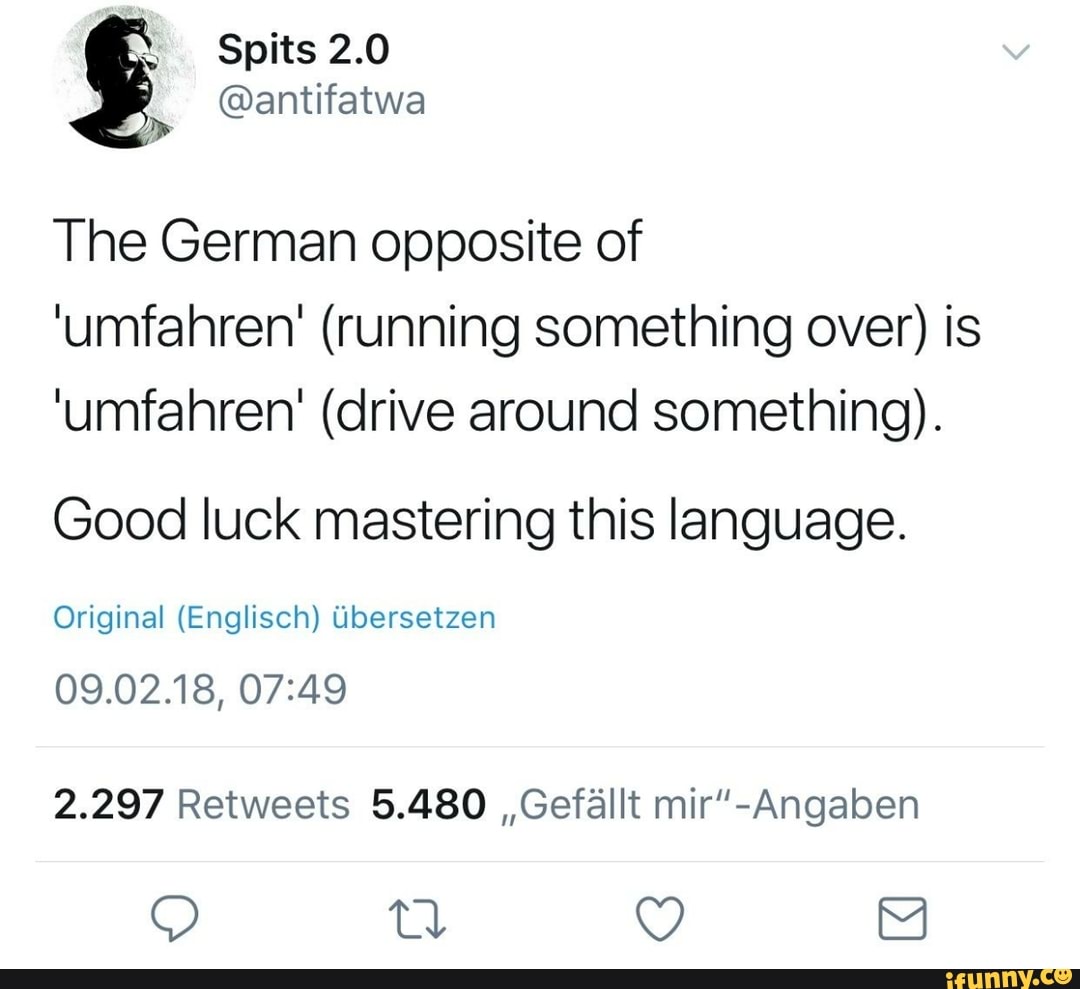 Spits 2.0
@antifatwa
The German opposite of
'umfahren' (running something over) is
'umfahren' (drive around something).
Good luck mastering this language.
Original (Englisch) übersetzen
09.02.18, 07:49
2.297 Retweets 5.480 „Gefällt mir"-Angaben
ifunny.co